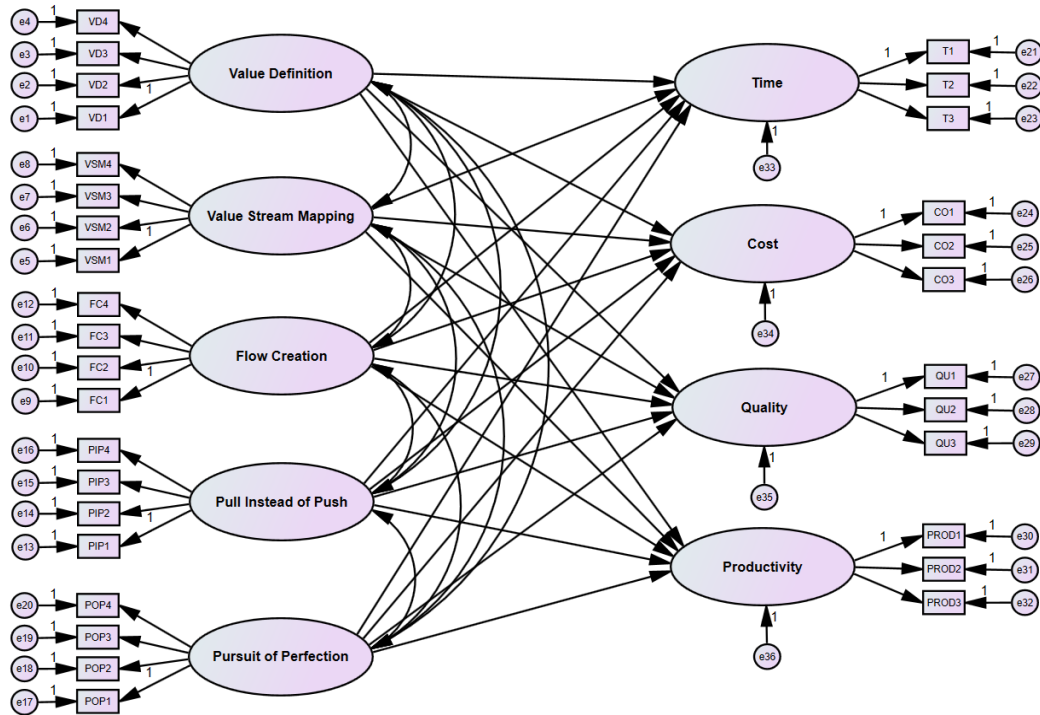 e4 1 VD4
e3 1 VD3
e2 1 VD2
e1 1 VD1
1
Value Definition
e8 1 VSM4
e7 1 VSM3
e6 1 VSM2
e5 1 VSM1
1
Value Stream Mapping
e12 1 FC4
e11 1 FC3
e10 1 FC2
e9 1 FC1
1
Flow Creation
e16 1 PIP4
e15 1 PIP3
e14 1 PIP2
e13 1 PIP1
1
Pull Instead of Push
e20 1 POP4
e19 1 POP3
e18 1 POP2
e17 1 POP1
1
Pursuit of Perfection
Time
1
e33
1 T1 1 e21
T2 1 e22
T3 1 e23
Cost
1
e34
1 CO1 1 e24
CO2 1 e25
CO3 1 e26
Quality
1
e35
1 QU1 1 e27
QU2 1 e28
QU3 1 e29
Productivity
1
e36
1 PROD1 1 e30
PROD2 1 e31
PROD3 1 e32